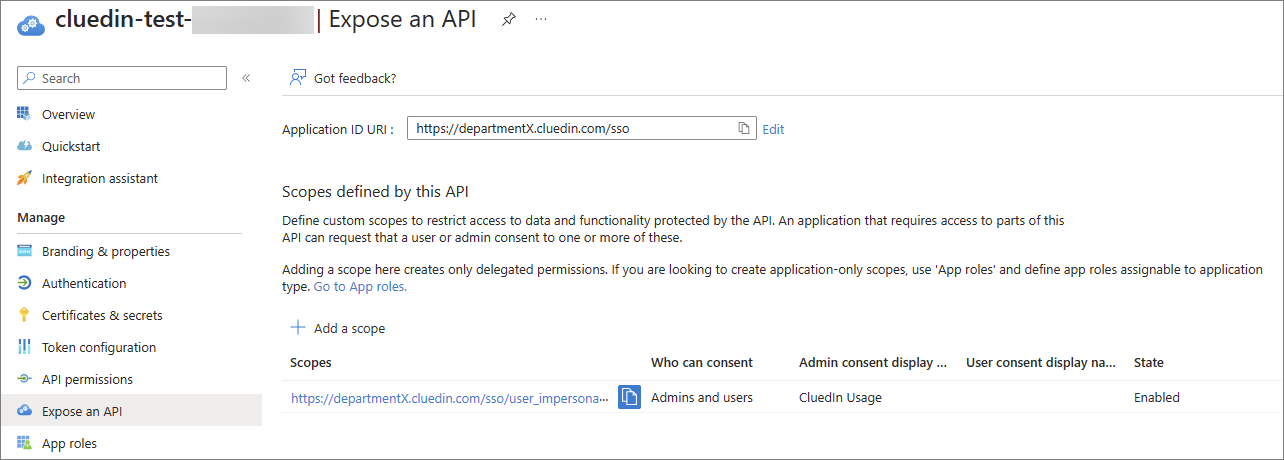 cluedin-test- | Expose an API
Search
Got feedback?
Overview
Application ID URI :
https://departmentX.cluedin.com/sso
Edit
Quickstart
Integration assistant
Scopes defined by this API
Manage
Define custom scopes to restrict access to data and functionality protected by the API. An application that requires access to parts of this
API can request that a user or admin consent to one or more of these.
Branding & properties
Adding a scope here creates only delegated permissions. If you are looking to create application-only scopes, use 'App roles' and define app roles assignable to application
Authentication
type. Go to App roles.
Certificates & secrets
Add a scope
Token configuration
Scopes Who can consent Admin consent display ... User consent display na... State
API permissions
https://departmentX.cluedin.com/sso/user_impersona... Admins and users CluedIn Usage Enabled
Expose an API
App roles